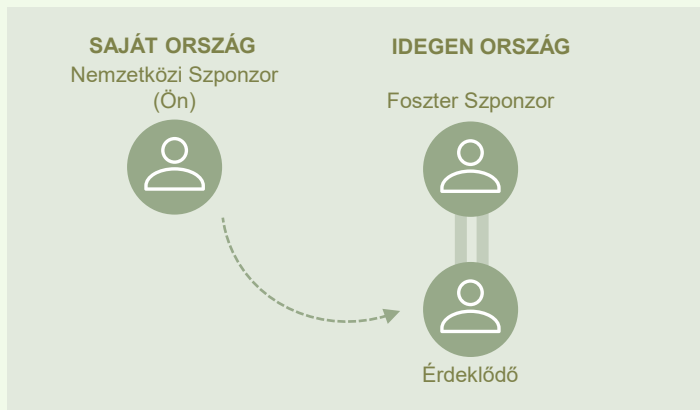 SAJÁT ORSZÁG
Nemzetközi Szponzor
(Ön)
IDEGEN ORSZÁG
Foszter Szponzor
Érdeklődő